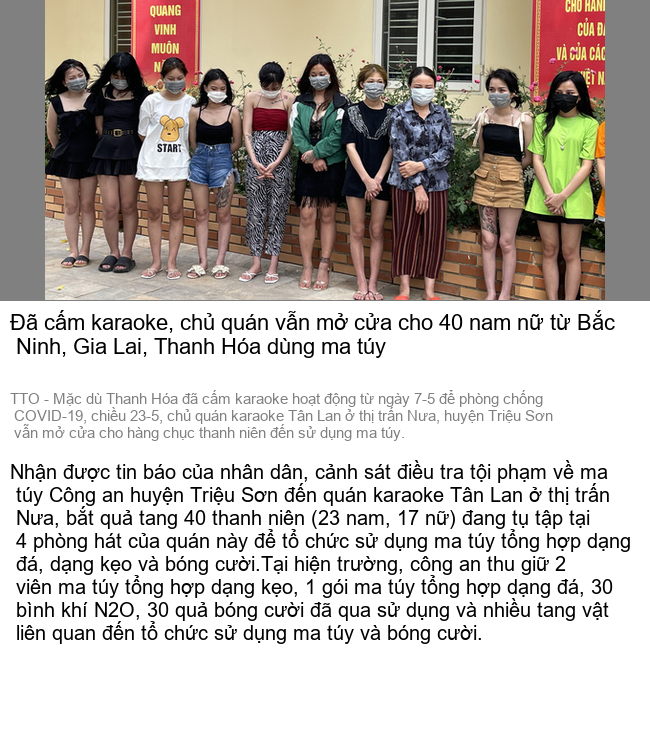 QUANG
VINH
MUÔN
CHO HÀNH
CỦA ĐẢ
VÀ CỦA CÁC
START
Đã cấm karaoke, chủ quán vẫn mở cửa cho 40 nam nữ từ Bắc
Ninh, Gia Lai, Thanh Hóa dùng ma túy
TTO - Mặc dù Thanh Hóa đã cấm karaoke hoạt động từ ngày 7-5 để phòng chống
COVID-19, chiều 23-5, chủ quán karaoke Tân Lan ở thị trấn Nưa, huyện Triệu Sơn
vẫn mở cửa cho hàng chục thanh niên đến sử dụng ma túy.
Nhận được tin báo của nhân dân, cảnh sát điều tra tội phạm về ma
túy Công an huyện Triệu Sơn đến quán karaoke Tân Lan ở thị trấn
Nưa, bắt quả tang 40 thanh niên (23 nam, 17 nữ) đang tụ tập tại
4 phòng hát của quán này để tổ chức sử dụng ma túy tổng hợp dạng
đá, dạng kẹo và bóng cười.Tại hiện trường, công an thu giữ 2
viên ma túy tổng hợp dạng kẹo, 1 gói ma túy tổng hợp dạng đá, 30
bình khí N2O, 30 quả bóng cười đã qua sử dụng và nhiều tang vật
liên quan đến tổ chức sử dụng ma túy và bóng cười.